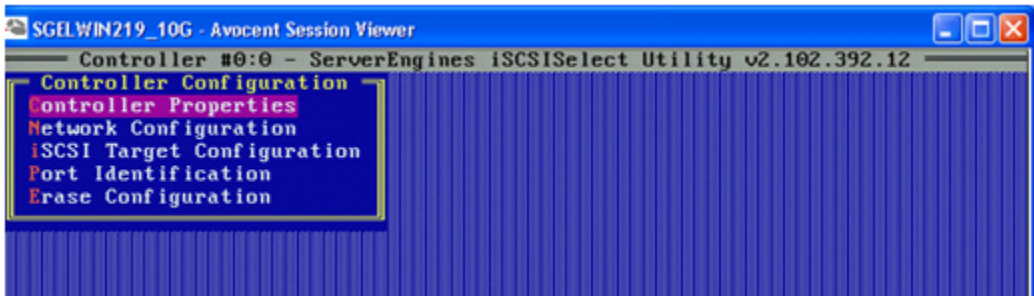 SGELWIN219_10G - Avocent Session Viewer
Controller #0:0 - ServerEngines iSCSISelect Utility v2.102.392.12
Controller Configuration
Controller Properties
Network Configuration
iSCSI Target Configuration
Port Identification
Erase Configuration